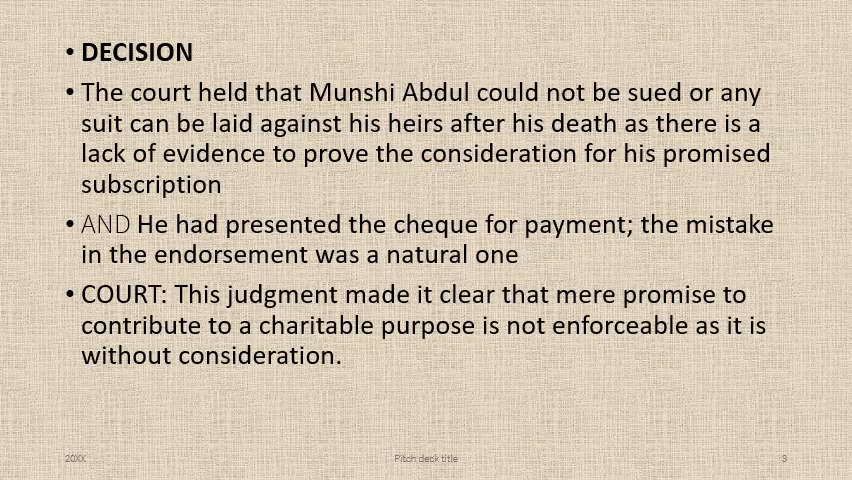 • DECISION
• The court held that Munshi Abdul could not be sued or any
suit can be laid against his heirs after his death as there is a
lack of evidence to prove the consideration for his promised
subscription
• AND He had presented the cheque for payment; the mistake
in the endorsement was a natural one
• COURT: This judgment made it clear that mere promise to
contribute to a charitable purpose is not enforceable as it is
without consideration.
20XX
Pitch deck title
3